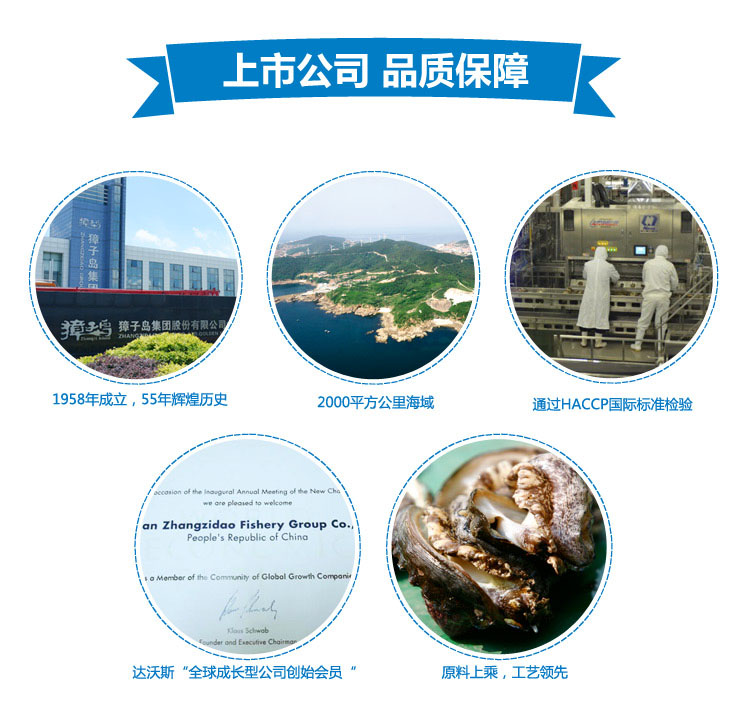 上市公司 品质保障
獐子岛集团
獐子岛
獐子岛集团股份有限公司
1958年成立，55年辉煌历史
2000平方公里海域
通过HACCP国际标准检验
occasion of the Inaugural Annual Meeting of the New Cha
we are pleased to welcome
an Zhangzidao Fishery Group Co.,
People's Republic of China
s a Member of the Community of Global Growth Companie
Klaus Schwab
Founder and Executive Chairman
达沃斯“全球成长型公司创始会员“
原料上乘，工艺领先